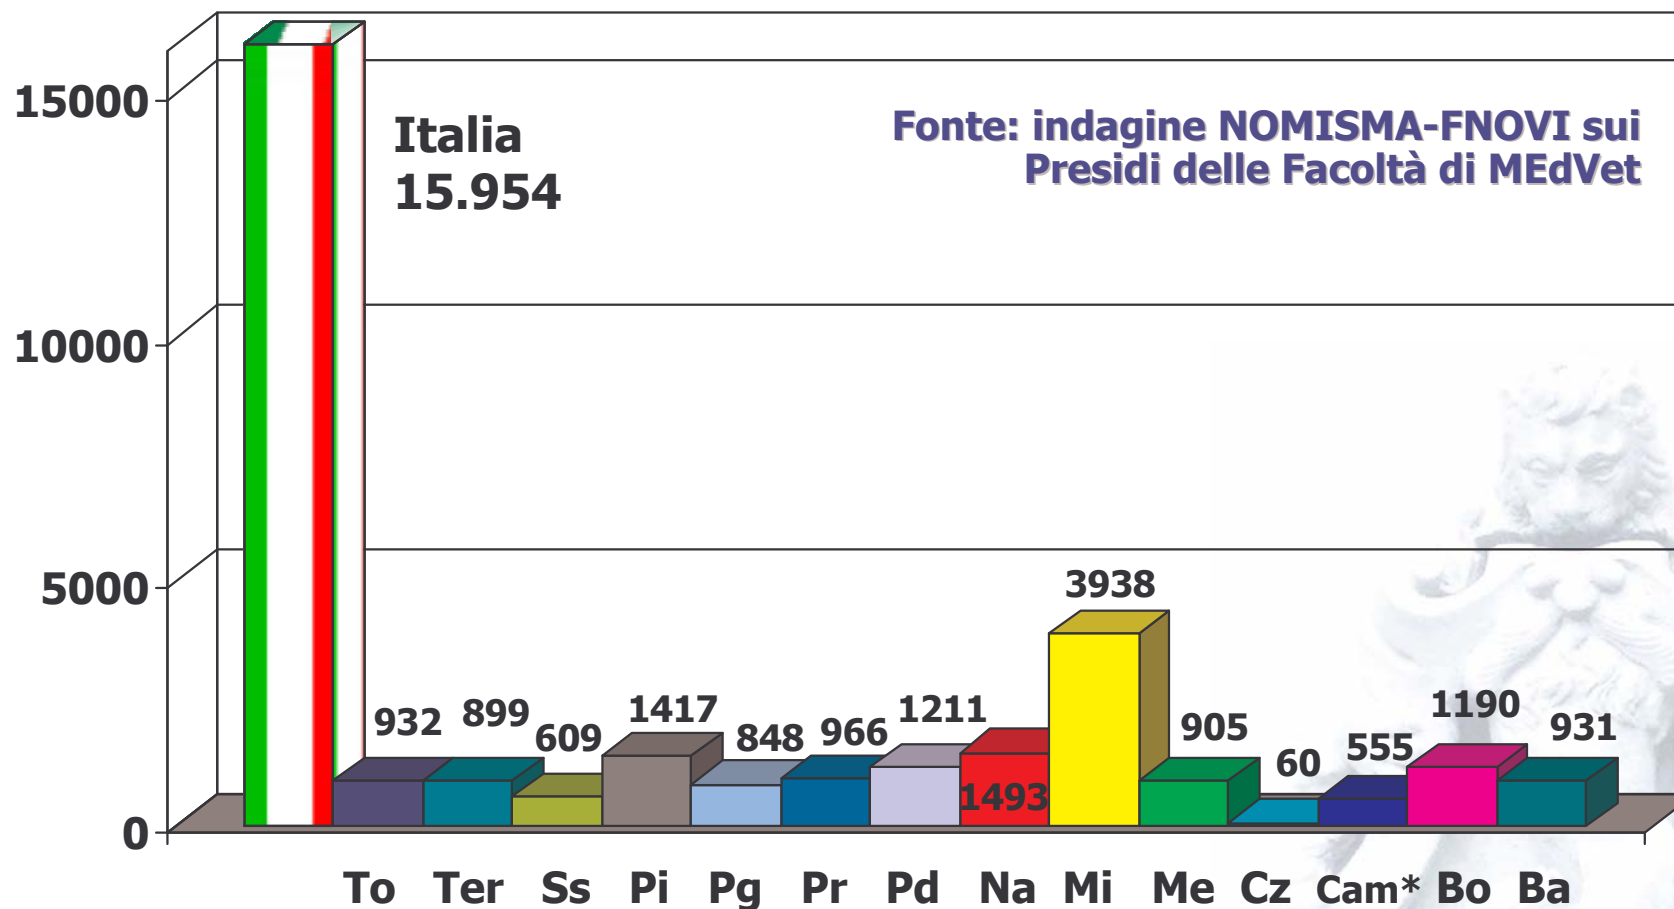 15000
10000
5000
0
Italia
15.954
Fonte: indagine NOMISMA-FNOVI sui
Presidi delle Facoltà di MEdVet
932 899 609 1417 848 966 1211 1493 3938 905 60 555 1190 931
To Ter Ss Pi Pg Pr Pd Na Mi Me Cz Cam* Bo Ba